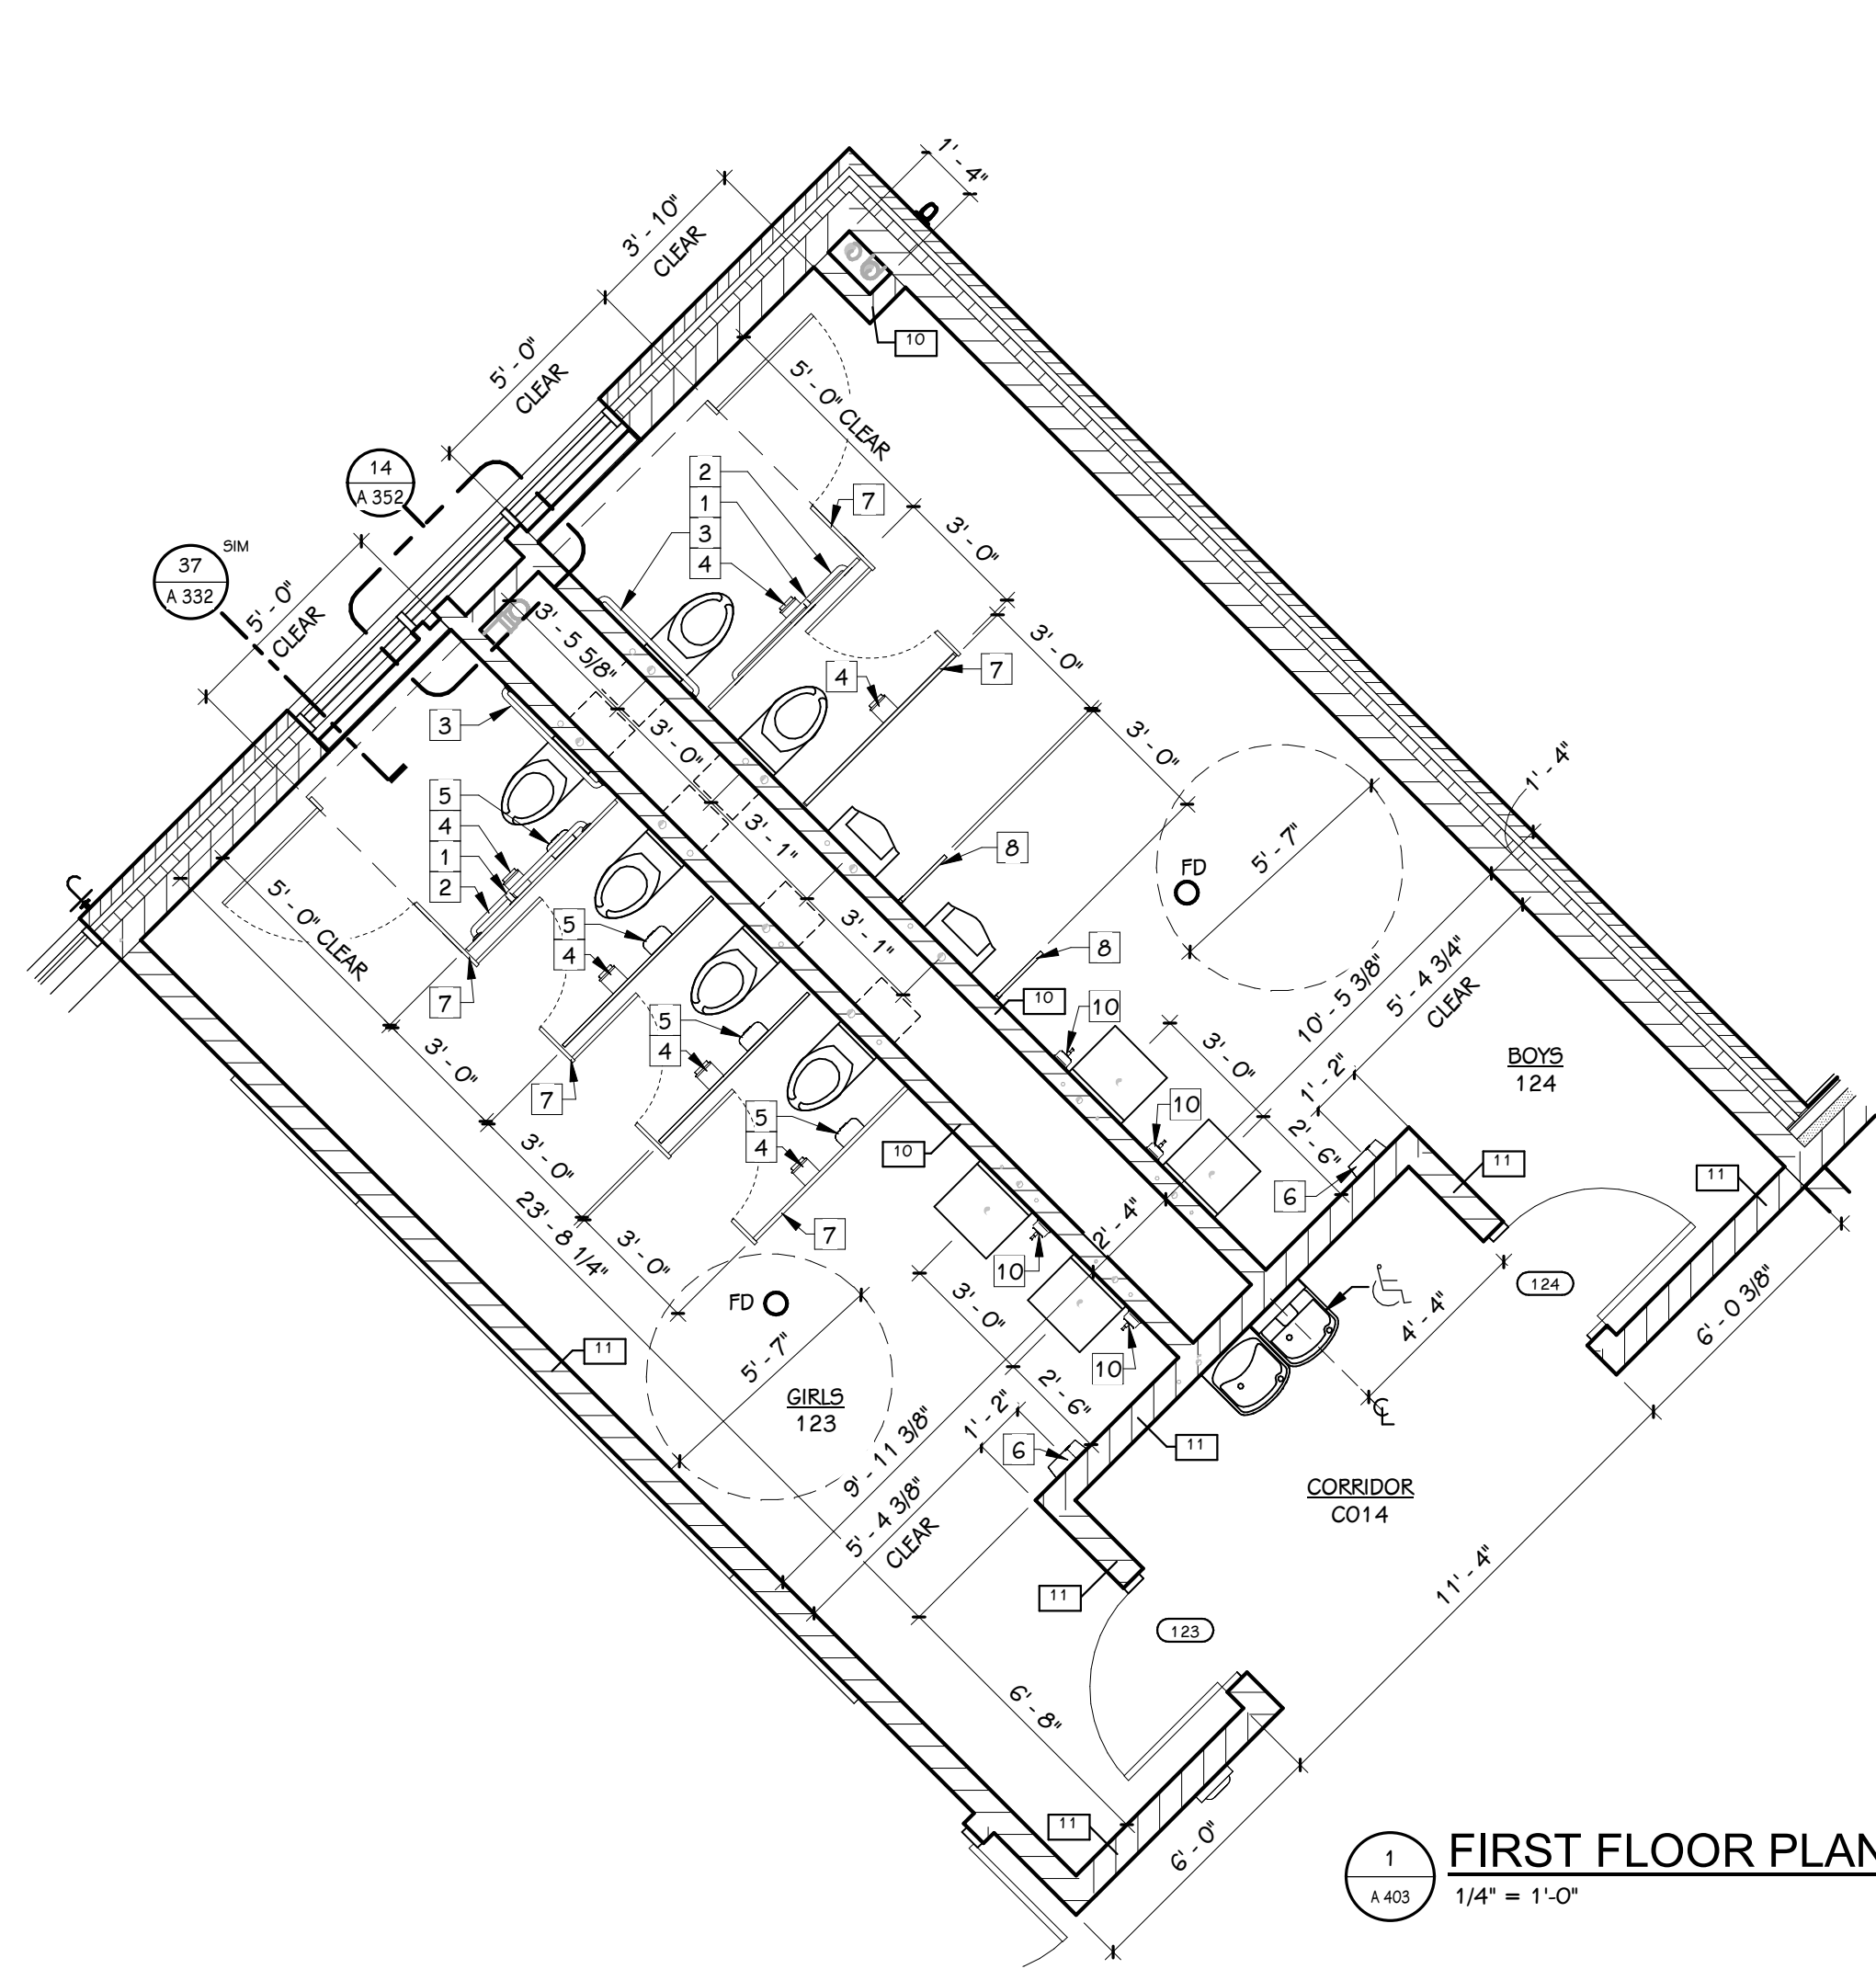 1' - 4"
3' - 10"
CLEAR
10
5' - 0"
CLEAR
5' - 0" CLEAR
14
A 352
2
1
3
4
7
3' - 0"
37
A 332
SIM
5' - 0"
CLEAR
3' - 5 5/8"
3' - 0"
4
7
3' - 0"
3
3' - 0"
1' - 4"
5
4
1
2
3' - 1"
8
5' - 7"
FD
5' - 0" CLEAR
5
4
3' - 1"
8
10' - 5 3/8"
5' - 4 3/4"
CLEAR
7
10
10
5
4
3' - 0"
3' - 0"
BOYS
124
7
1' - 2"
10
5
4
2' - 6"
10
3' - 0"
11
11
6
23' - 8 1/4"
7
2' - 4"
3' - 0"
10
3' - 0"
124
6' - 0 3/8"
4' - 4"
FD
11
5' - 7"
10
GIRLS
123
2' - 6"
1' - 2"
CL
9' - 11 3/8"
6
11
5' - 4 3/8"
CLEAR
CORRIDOR
C014
11' - 4"
11
123
6' - 8"
11
6' - 0"
1
A 403
FIRST FLOOR PLAN
1/4" = 1'-0"